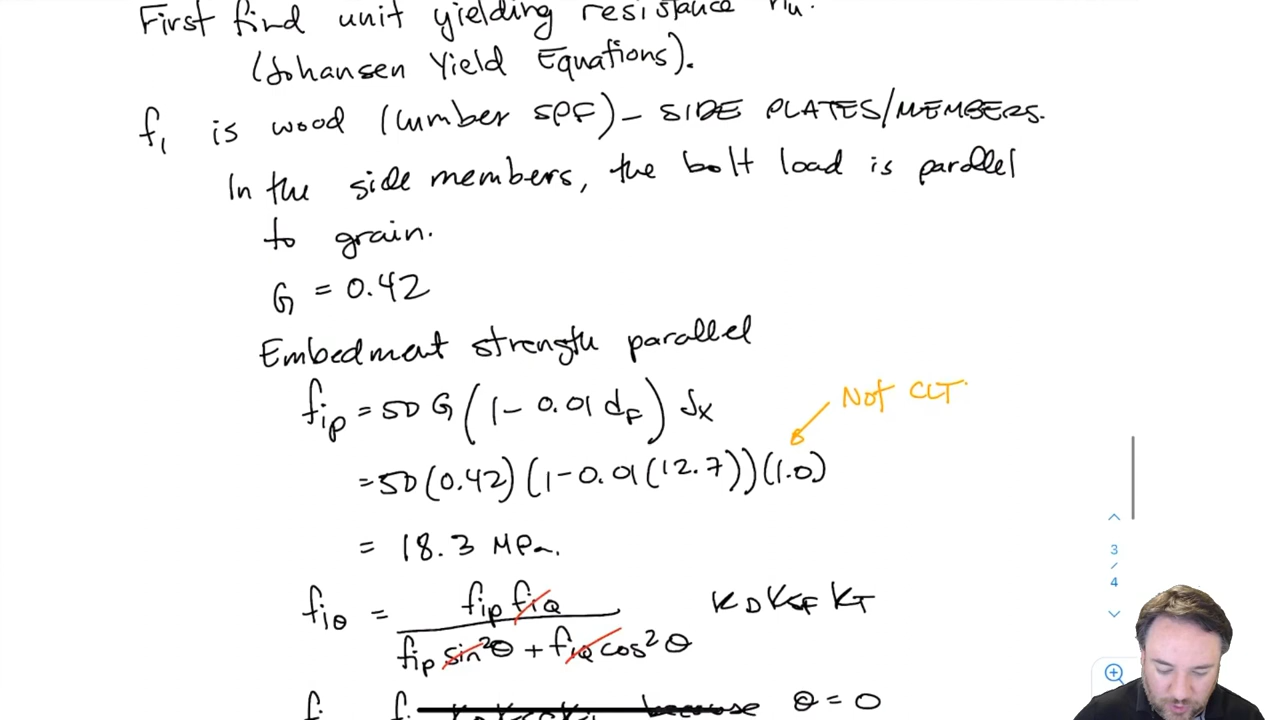 First find unit yielding resistance nu.
(Johansen Yield Equations).
f1 is wood (lumber SPF) - SIDE PLATES/MEMBERS.
In the side members, the bolt load is parallel
to grain.
G = 0.42
Embedment strength parallel
fiP = 50 G (1 - 0.01 dF) Jx
Not CLT.
= 50 (0.42) (1 - 0.01 (12.7)) (1.0)
= 18.3 MPa.
fiθ = fiP fiQ / fiP sin²θ + fiQ cos²θ KD KSF KT
θ = 0
3
/
4